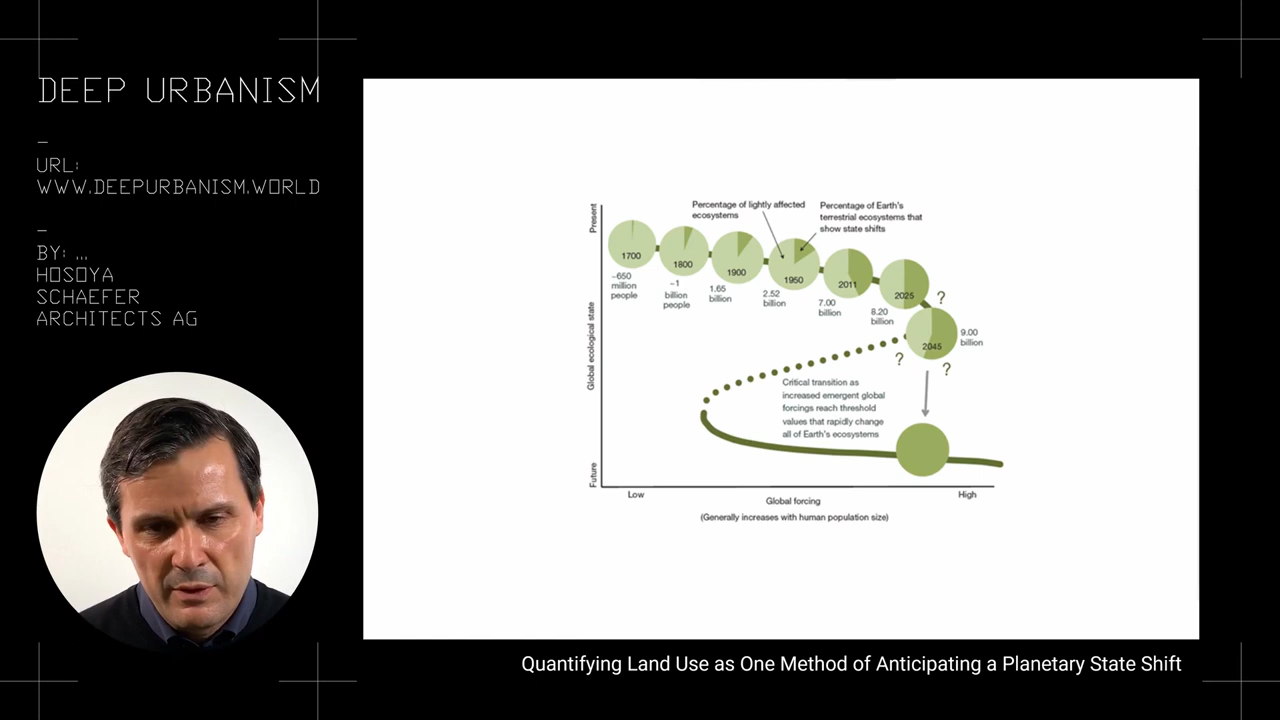 DEEP URBANISM
–
URL:
WWW.DEEPURBANISM.WORLD
–
BY: ...
HOSOYA
SCHAEFER
ARCHITECTS AG
Percentage of lightly affected
ecosystems
Percentage of Earth's
terrestrial ecosystems that
show state shifts
Present
Global ecological state
Future
1700
1800
1900
1950
2011
2025
2045
~650
million
people
~1
billion
people
1.65
billion
2.52
billion
7.00
billion
8.20
billion
9.00
billion
?
?
?
Critical transition as
increased emergent global
forcings reach threshold
values that rapidly change
all of Earth's ecosystems
Low
Global forcing
High
(Generally increases with human population size)
Quantifying Land Use as One Method of Anticipating a Planetary State Shift